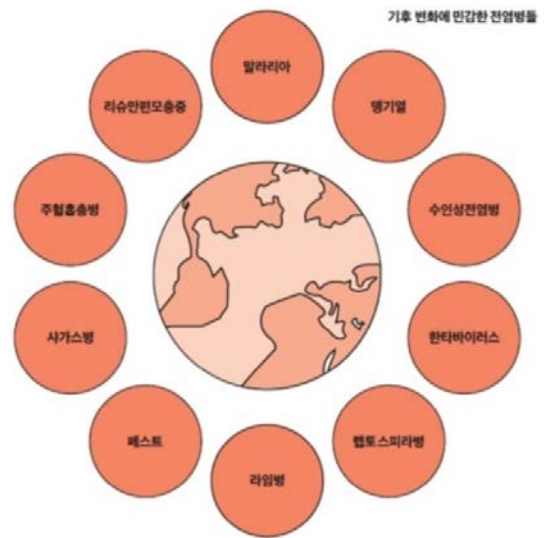 기후 변화에 민감한 전염병들
말라리아
뎅기열
수인성전염병
한타바이러스
렙토스피라병
라임병
페스트
샤가스병
주혈흡충병
리슈만편모충증